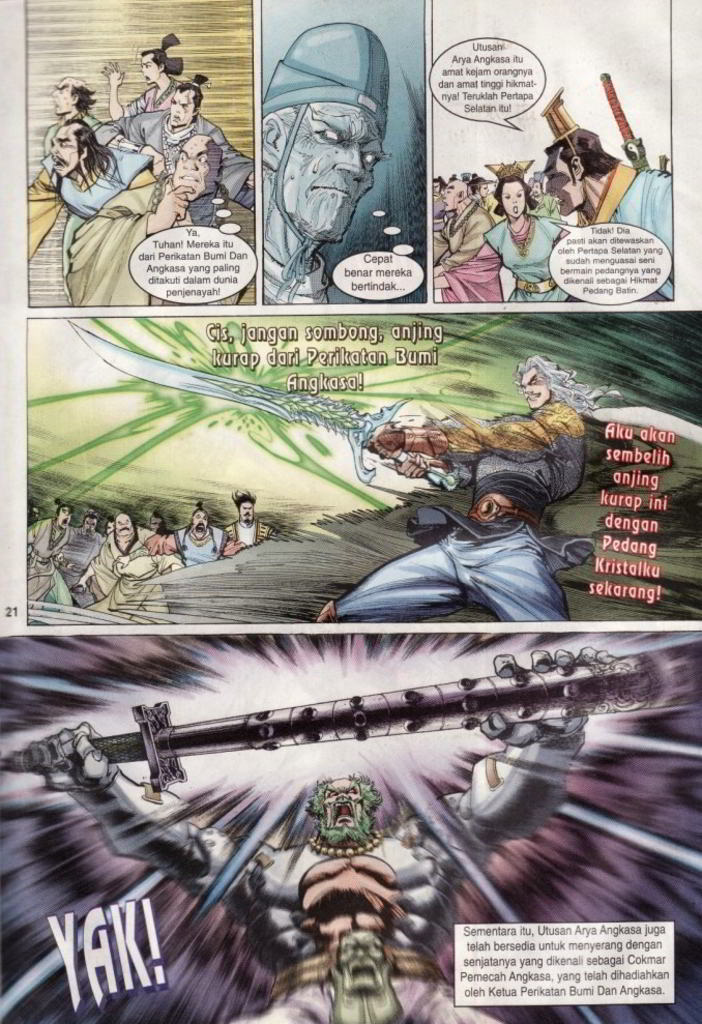 Ya,
Tuhan! Mereka itu
dari Perikatan Bumi Dan
Angkasa yang paling
ditakuti dalam dunia
penjenayah!
Cepat
benar mereka
bertindak...
Utusan
Arya Angkasa itu
amat kejam orangnya
dan amat tinggi hikmat-
nya! Teruklah Pertapa
Selatan itu!
Tidak! Dia
pasti akan ditewaskan
oleh Pertapa Selatan yang
sudah menguasai seni
bermain pedangnya yang
dikenali sebagai Hikmat
Pedang Batin.
Cis, jangan sombong, anjing
kurap dari Perikatan Bumi
Angkasa!
Aku akan
sembelih
anjing
kurap ini
dengan
Pedang
Kristalku
sekarang!
21
YAK!
Sementara itu, Utusan Arya Angkasa juga
telah bersedia untuk menyerang dengan
senjatanya yang dikenali sebagai Cokmar
Pemecah Angkasa, yang telah dihadiahkan
oleh Ketua Perikatan Bumi Dan Angkasa.